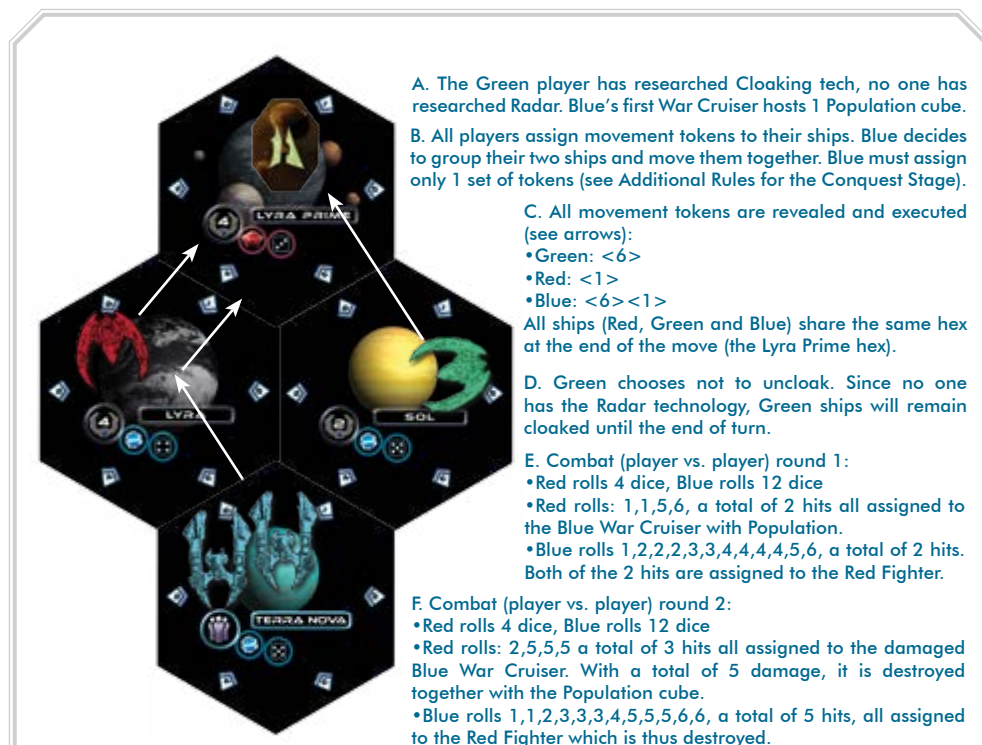 A. The Green player has researched Cloaking tech, no one has
researched Radar. Blue's first War Cruiser hosts 1 Population cube.
B. All players assign movement tokens to their ships. Blue decides
to group their two ships and move them together. Blue must assign
only 1 set of tokens (see Additional Rules for the Conquest Stage).
C. All movement tokens are revealed and executed
(see arrows):
•Green: <6>
•Red: <1>
•Blue: <6><1>
All ships (Red, Green and Blue) share the same hex
at the end of the move (the Lyra Prime hex).
D. Green chooses not to uncloak. Since no one
has the Radar technology, Green ships will remain
cloaked until the end of turn.
E. Combat (player vs. player) round 1:
•Red rolls 4 dice, Blue rolls 12 dice
•Red rolls: 1,1,5,6, a total of 2 hits all assigned to
the Blue War Cruiser with Population.
•Blue rolls 1,2,2,2,3,3,4,4,4,4,5,6, a total of 2 hits.
Both of the 2 hits are assigned to the Red Fighter.
F. Combat (player vs. player) round 2:
•Red rolls 4 dice, Blue rolls 12 dice
•Red rolls: 2,5,5,5 a total of 3 hits all assigned to the damaged
Blue War Cruiser. With a total of 5 damage, it is destroyed
together with the Population cube.
•Blue rolls 1,1,2,3,3,3,4,5,5,5,6,6, a total of 5 hits, all assigned
to the Red Fighter which is thus destroyed.
4 LYRA PRIME
4 LYRA
2 SOL
TERRA NOVA